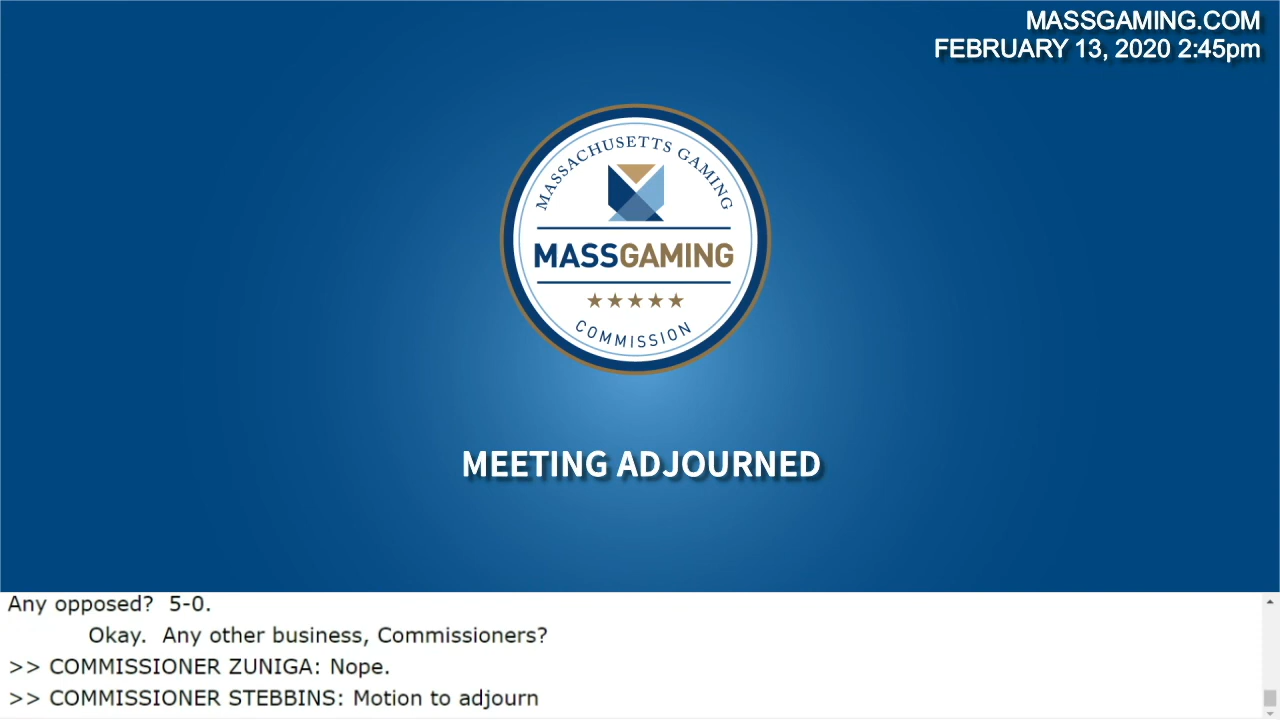 MASSGAMING.COM
FEBRUARY 13, 2020 2:45pm
MASSACHUSETTS GAMING
MASSGAMING
COMMISSION
MEETING ADJOURNED
Any opposed?  5-0.
Okay.  Any other business, Commissioners?
>> COMMISSIONER ZUNIGA: Nope.
>> COMMISSIONER STEBBINS: Motion to adjourn